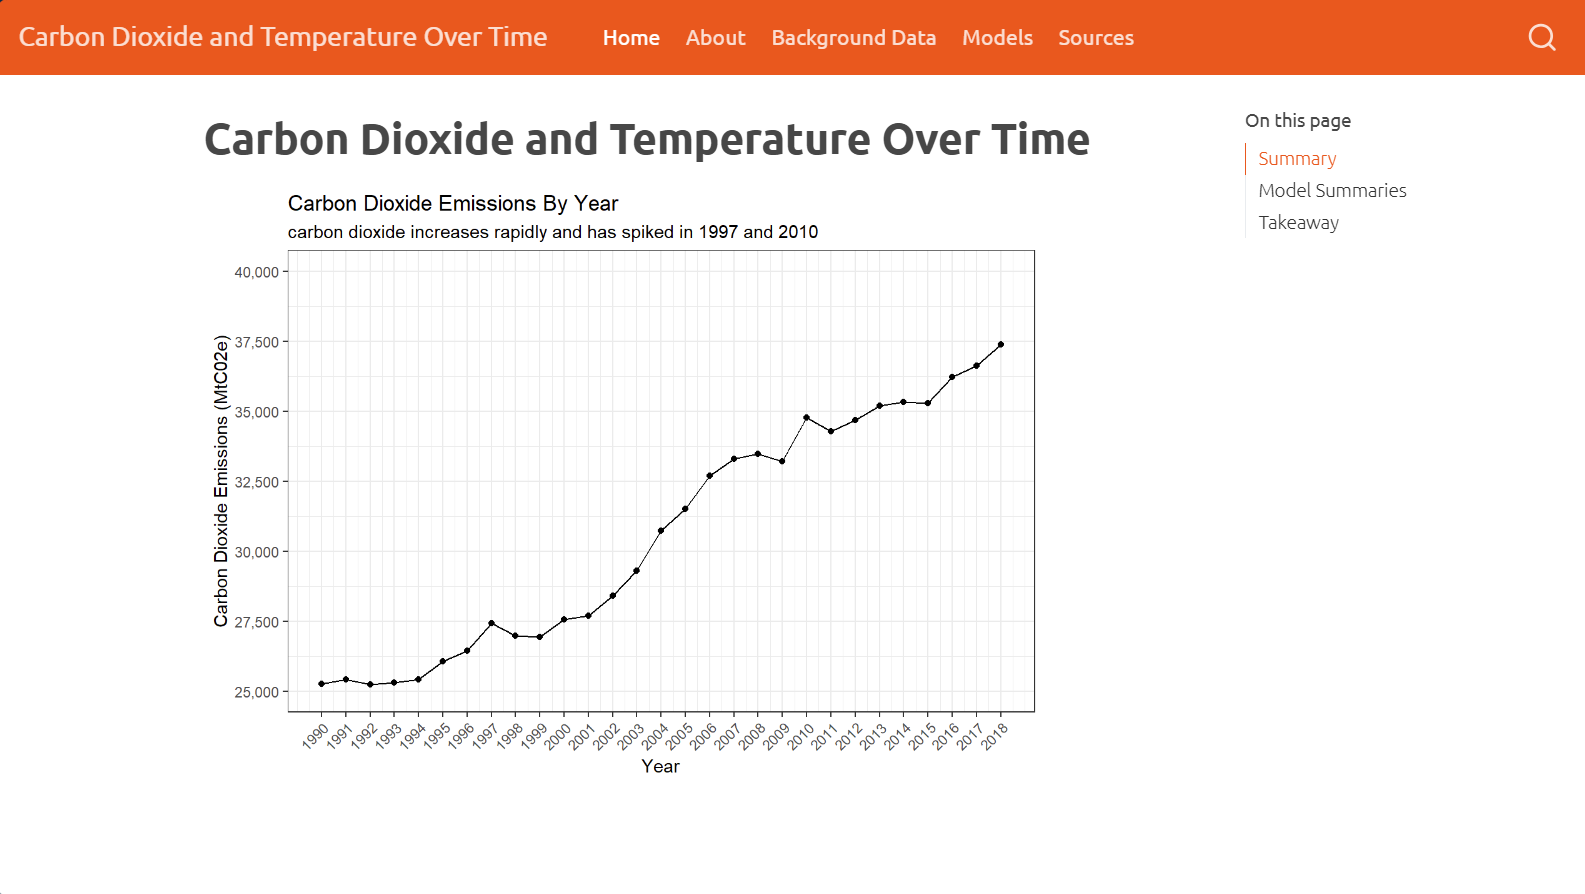 Carbon Dioxide and Temperature Over Time
Home About Background Data Models Sources
Carbon Dioxide and Temperature Over Time
On this page
Summary
Model Summaries
Takeaway
Carbon Dioxide Emissions By Year
carbon dioxide increases rapidly and has spiked in 1997 and 2010
Carbon Dioxide Emissions (MtC02e)
40,000
37,500
35,000
32,500
30,000
27,500
25,000
1990 1991 1992 1993 1994 1995 1996 1997 1998 1999 2000 2001 2002 2003 2004 2005 2006 2007 2008 2009 2010 2011 2012 2013 2014 2015 2016 2017 2018
Year